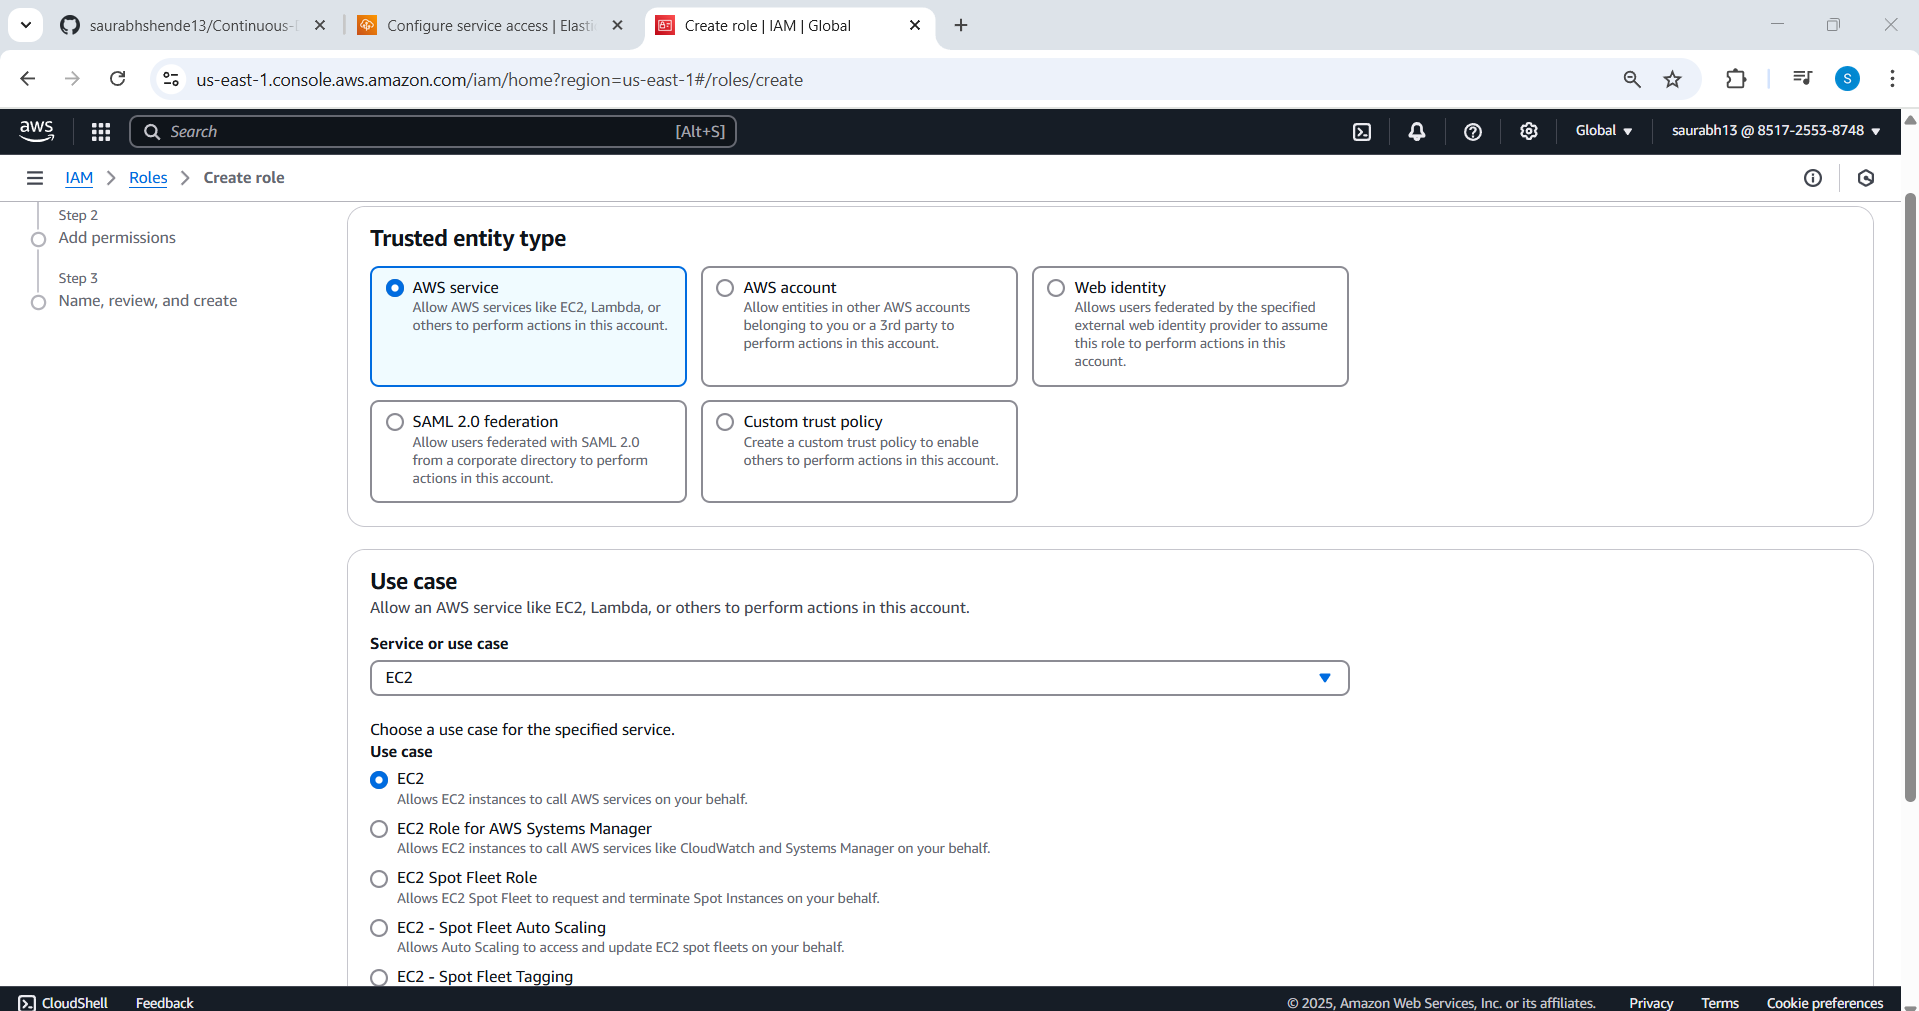 saurabhshende13/Continuous-D
Configure service access | Elastic
Create role | IAM | Global
us-east-1.console.aws.amazon.com/iam/home?region=us-east-1#/roles/create
S
aws
Search
[Alt+S]
Global
saurabh13 @ 8517-2553-8748
IAM
Roles
Create role
Step 2
Add permissions
Step 3
Name, review, and create
Trusted entity type
AWS service
Allow AWS services like EC2, Lambda, or
others to perform actions in this account.
AWS account
Allow entities in other AWS accounts
belonging to you or a 3rd party to
perform actions in this account.
Web identity
Allows users federated by the specified
external web identity provider to assume
this role to perform actions in this
account.
SAML 2.0 federation
Allow users federated with SAML 2.0
from a corporate directory to perform
actions in this account.
Custom trust policy
Create a custom trust policy to enable
others to perform actions in this account.
Use case
Allow an AWS service like EC2, Lambda, or others to perform actions in this account.
Service or use case
EC2
Choose a use case for the specified service.
Use case
EC2
Allows EC2 instances to call AWS services on your behalf.
EC2 Role for AWS Systems Manager
Allows EC2 instances to call AWS services like CloudWatch and Systems Manager on your behalf.
EC2 Spot Fleet Role
Allows EC2 Spot Fleet to request and terminate Spot Instances on your behalf.
EC2 - Spot Fleet Auto Scaling
Allows Auto Scaling to access and update EC2 spot fleets on your behalf.
EC2 - Spot Fleet Tagging
CloudShell
Feedback
© 2025, Amazon Web Services, Inc. or its affiliates.
Privacy
Terms
Cookie preferences